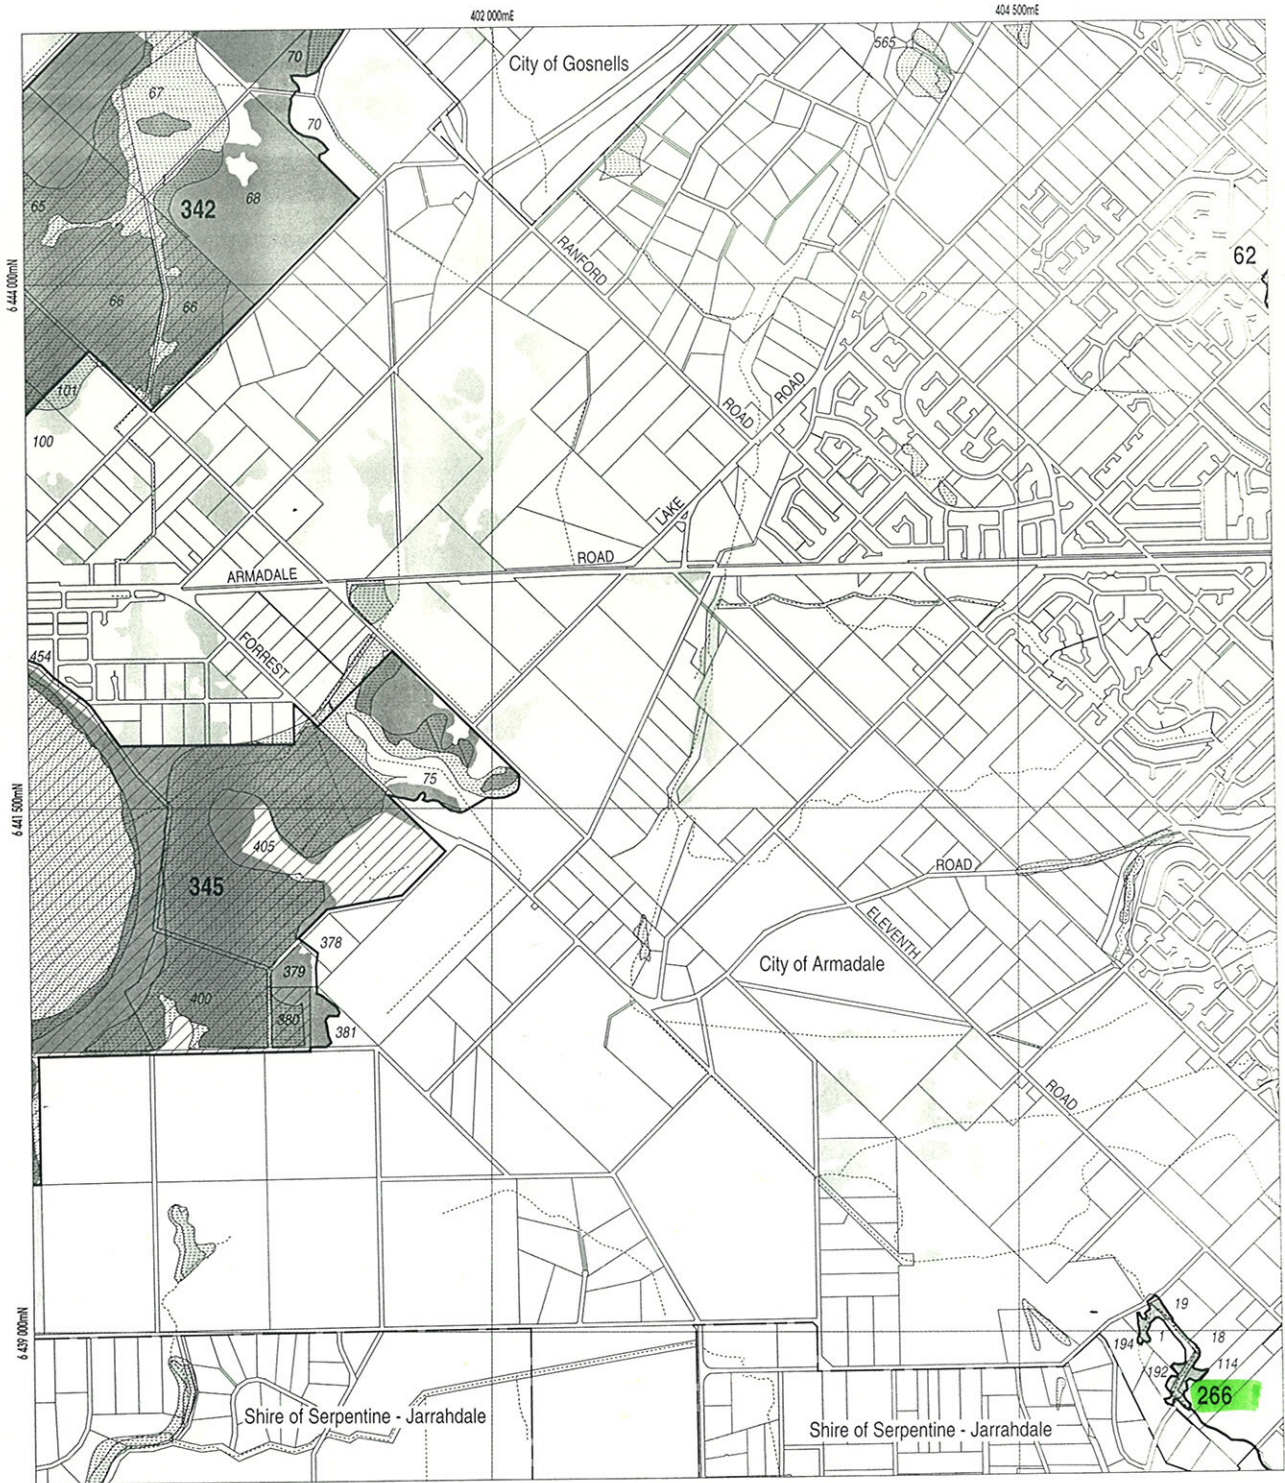 402 000mE
404 500mE
City of Gosnells
565
70
67
70
68
65
342
RANFORD
62
6 444 000mN
66
66
101
ROAD
ROAD
100
LAKE
ROAD
ARMADALE
FORREST
454
75
6 441 500mN
405
345
ROAD
ELEVENTH
378
City of Armadale
379
400
380
381
ROAD
19
6 439 000mN
194
1
18
192
114
266
Shire of Serpentine - Jarrahdale
Shire of Serpentine - Jarrahdale